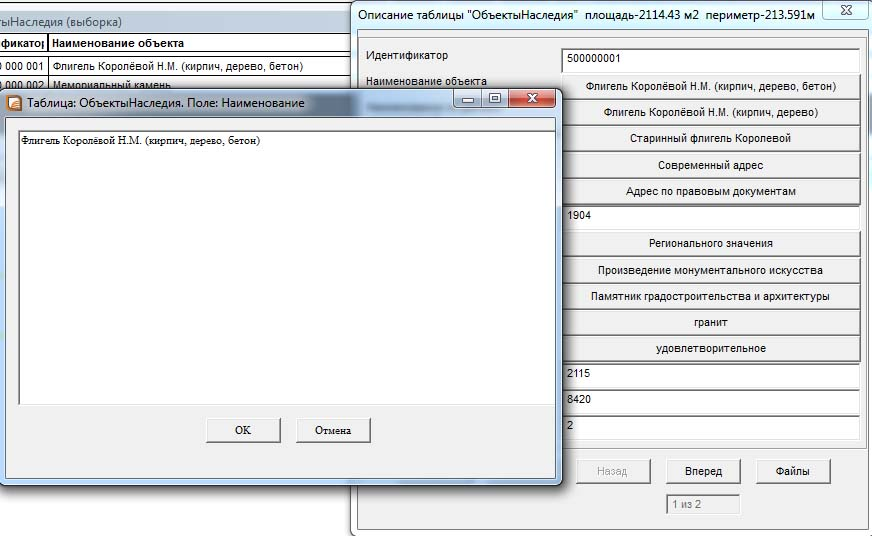 ыНаследия (выборка)
фикатор Наименование объекта
0 000 001 Флигель Королёвой Н.М. (кирпич, дерево, бетон)
000 002 Мемориальный камень
Таблица: ОбъектыНаследия. Поле: Наименование
Флигель Королёвой Н.М. (кирпич, дерево, бетон)
OK
Отмена
Описание таблицы "ОбъектыНаследия" площадь-2114.43 м2 периметр-213.591м
Идентификатор
500000001
Наименование объекта
Флигель Королёвой Н.М. (кирпич, дерево, бетон)
Флигель Королёвой Н.М. (кирпич, дерево)
Старинный флигель Королевой
Современный адрес
Адрес по правовым документам
1904
Регионального значения
Произведение монументального искусства
Памятник градостроительства и архитектуры
гранит
удовлетворительное
2115
8420
2
Назад
Вперед
Файлы
1 из 2